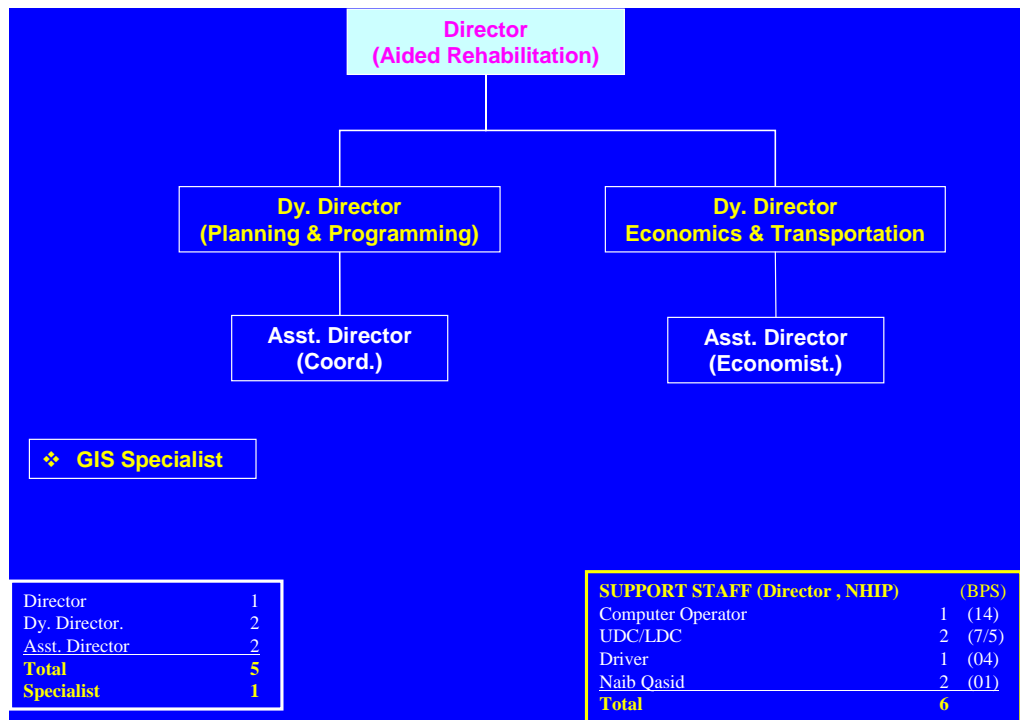 Director
(Aided Rehabilitation)
Dy. Director
(Planning & Programming)
Dy. Director
Economics & Transportation
Asst. Director
(Coord.)
Asst. Director
(Economist.)
❖ GIS Specialist
Director 1
Dy. Director. 2
Asst. Director 2
Total 5
Specialist 1
SUPPORT STAFF (Director , NHIP) (BPS)
Computer Operator 1 (14)
UDC/LDC 2 (7/5)
Driver 1 (04)
Naib Qasid 2 (01)
Total 6